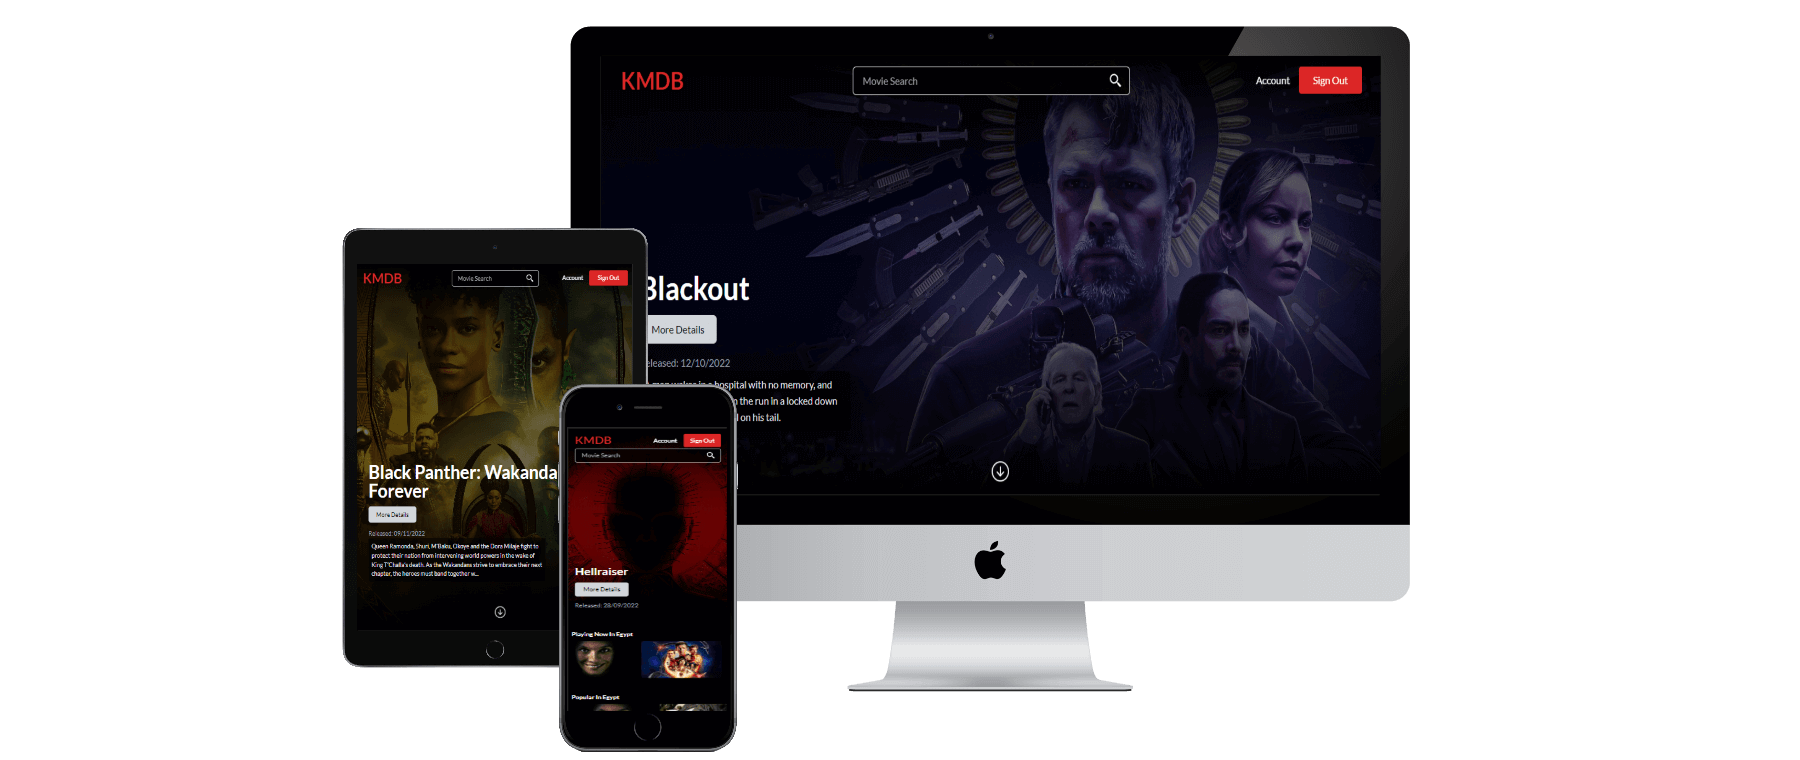 KMDB
Movie Search
Account
Sign Out
Blackout
More Details
eleased: 12/10/2022
man wakes in a hospital with no memory, and
the run in a locked down
on his tail.
KMDB
Movie Search
Account
Sign Out
Black Panther: Wakanda
Forever
More Details
Released: 09/11/2022
Queen Ramonda, Shuri, M'Baku, Okoye and the Dora Milaje fight to
protect their nation from intervening world powers in the wake of
King T'Challa's death. As the Wakandans strive to embrace their next
chapter, the heroes must band together w...
KMDB
Account
Sign Out
Movie Search
Hellraiser
More Details
Released: 28/09/2022
Playing Now In Egypt
Popular In Egypt